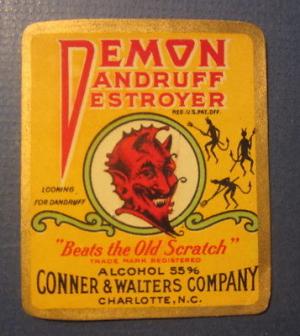 DEMON
DANDRUFF
DESTROYER
REG. U.S. PAT. OFF.
LOOKING
FOR DANDRUFF
"Beats the Old Scratch"
TRADE MARK REGISTERED
ALCOHOL 55%
CONNER & WALTERS COMPANY
CHARLOTTE, N.C.